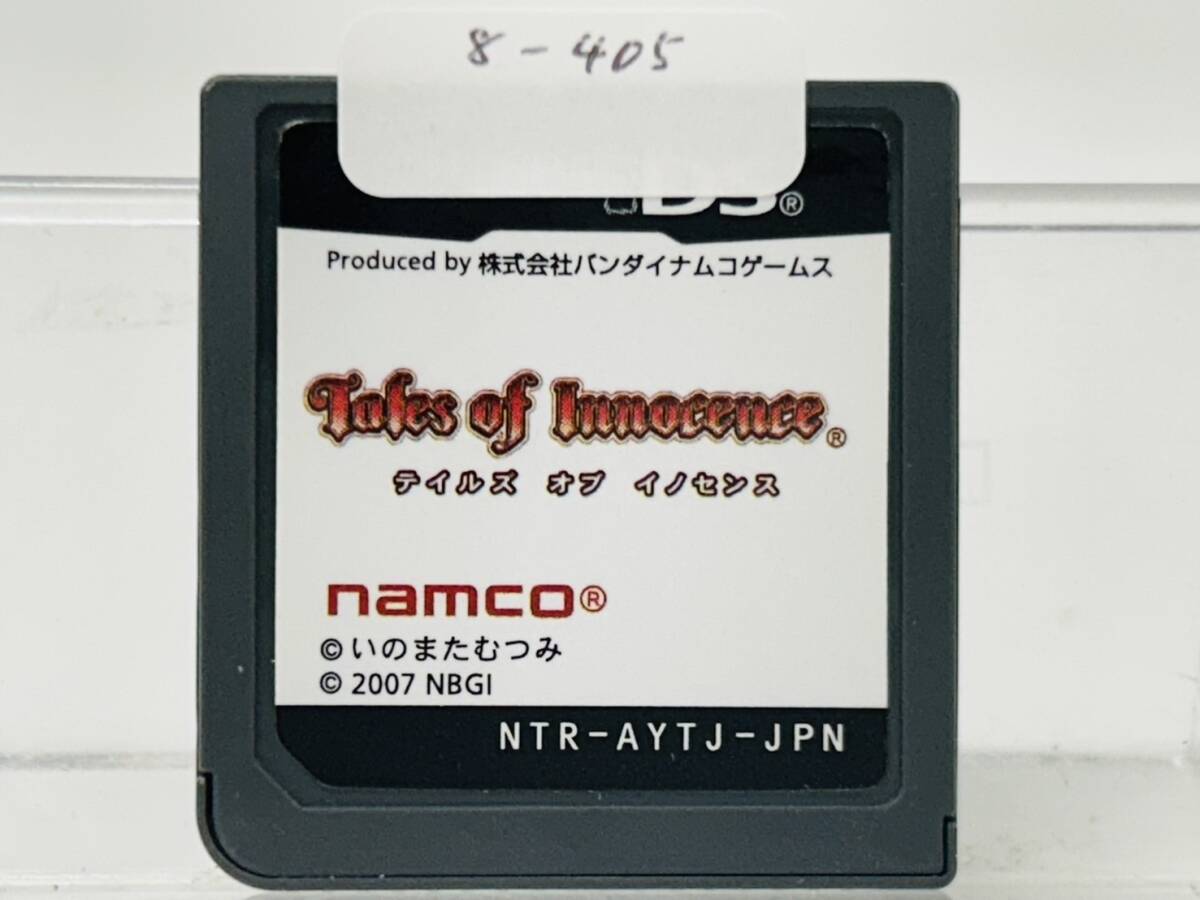 8-405
DS®
Produced by 株式会社バンダイナムコゲームス
Tales of Innocence®
テイルズ オブ イノセンス
namco®
©いのまたむつみ
© 2007 NBGI
NTR-AYTJ-JPN